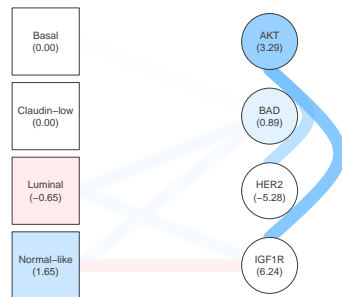 Basal
(0.00)
Claudin−low
(0.00)
Luminal
(−0.65)
Normal−like
(1.65)
AKT
(3.29)
BAD
(0.89)
HER2
(−5.28)
IGF1R
(6.24)